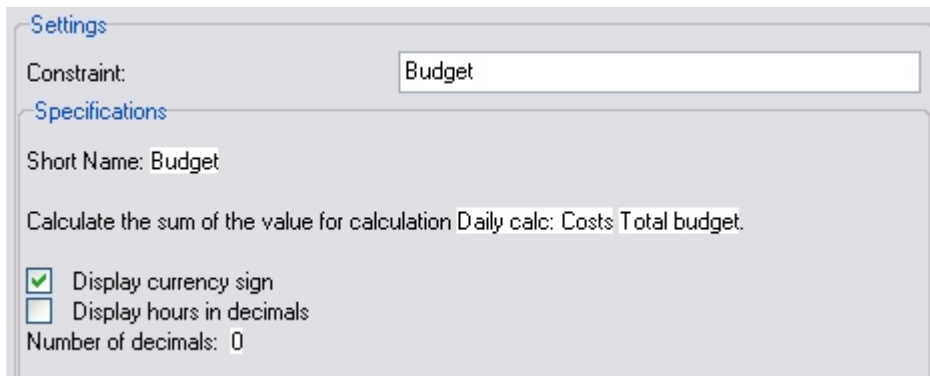 Settings
Constraint: Budget
Specifications
Short Name: Budget
Calculate the sum of the value for calculation Daily calc: Costs Total budget.
Display currency sign
Display hours in decimals
Number of decimals: 0